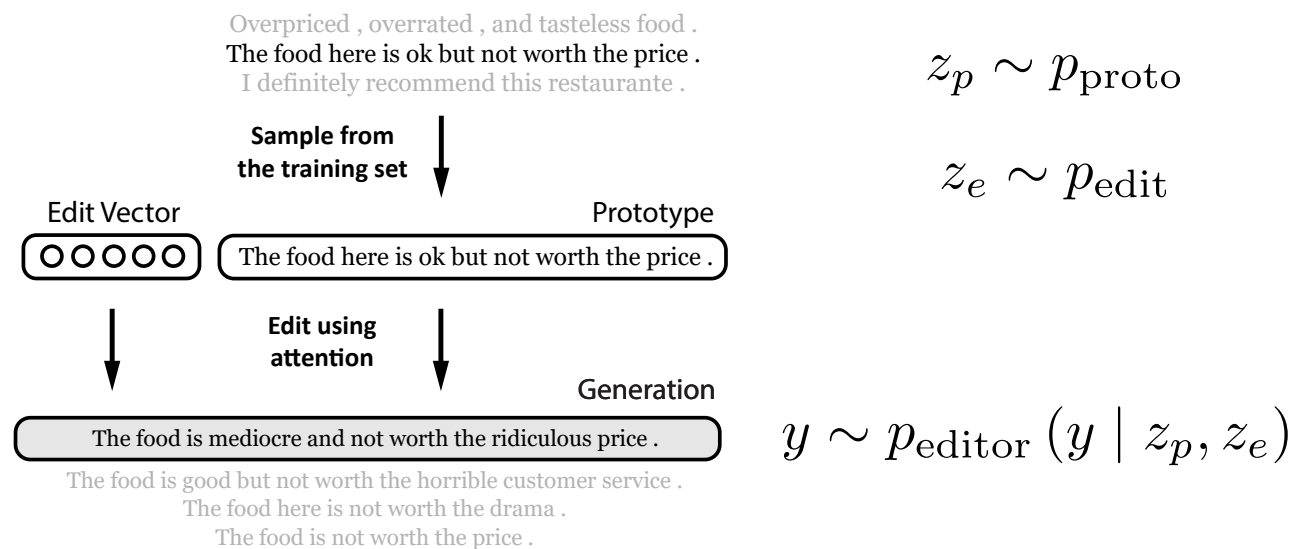 Overpriced , overrated , and tasteless food .
The food here is ok but not worth the price .
I definitely recommend this restaurante .
z_p ∼ p_proto
Sample from
the training set
z_e ∼ p_edit
Edit Vector
Prototype
The food here is ok but not worth the price .
Edit using
attention
Generation
The food is mediocre and not worth the ridiculous price .
y ∼ p_editor (y | z_p, z_e)
The food is good but not worth the horrible customer service .
The food here is not worth the drama .
The food is not worth the price .